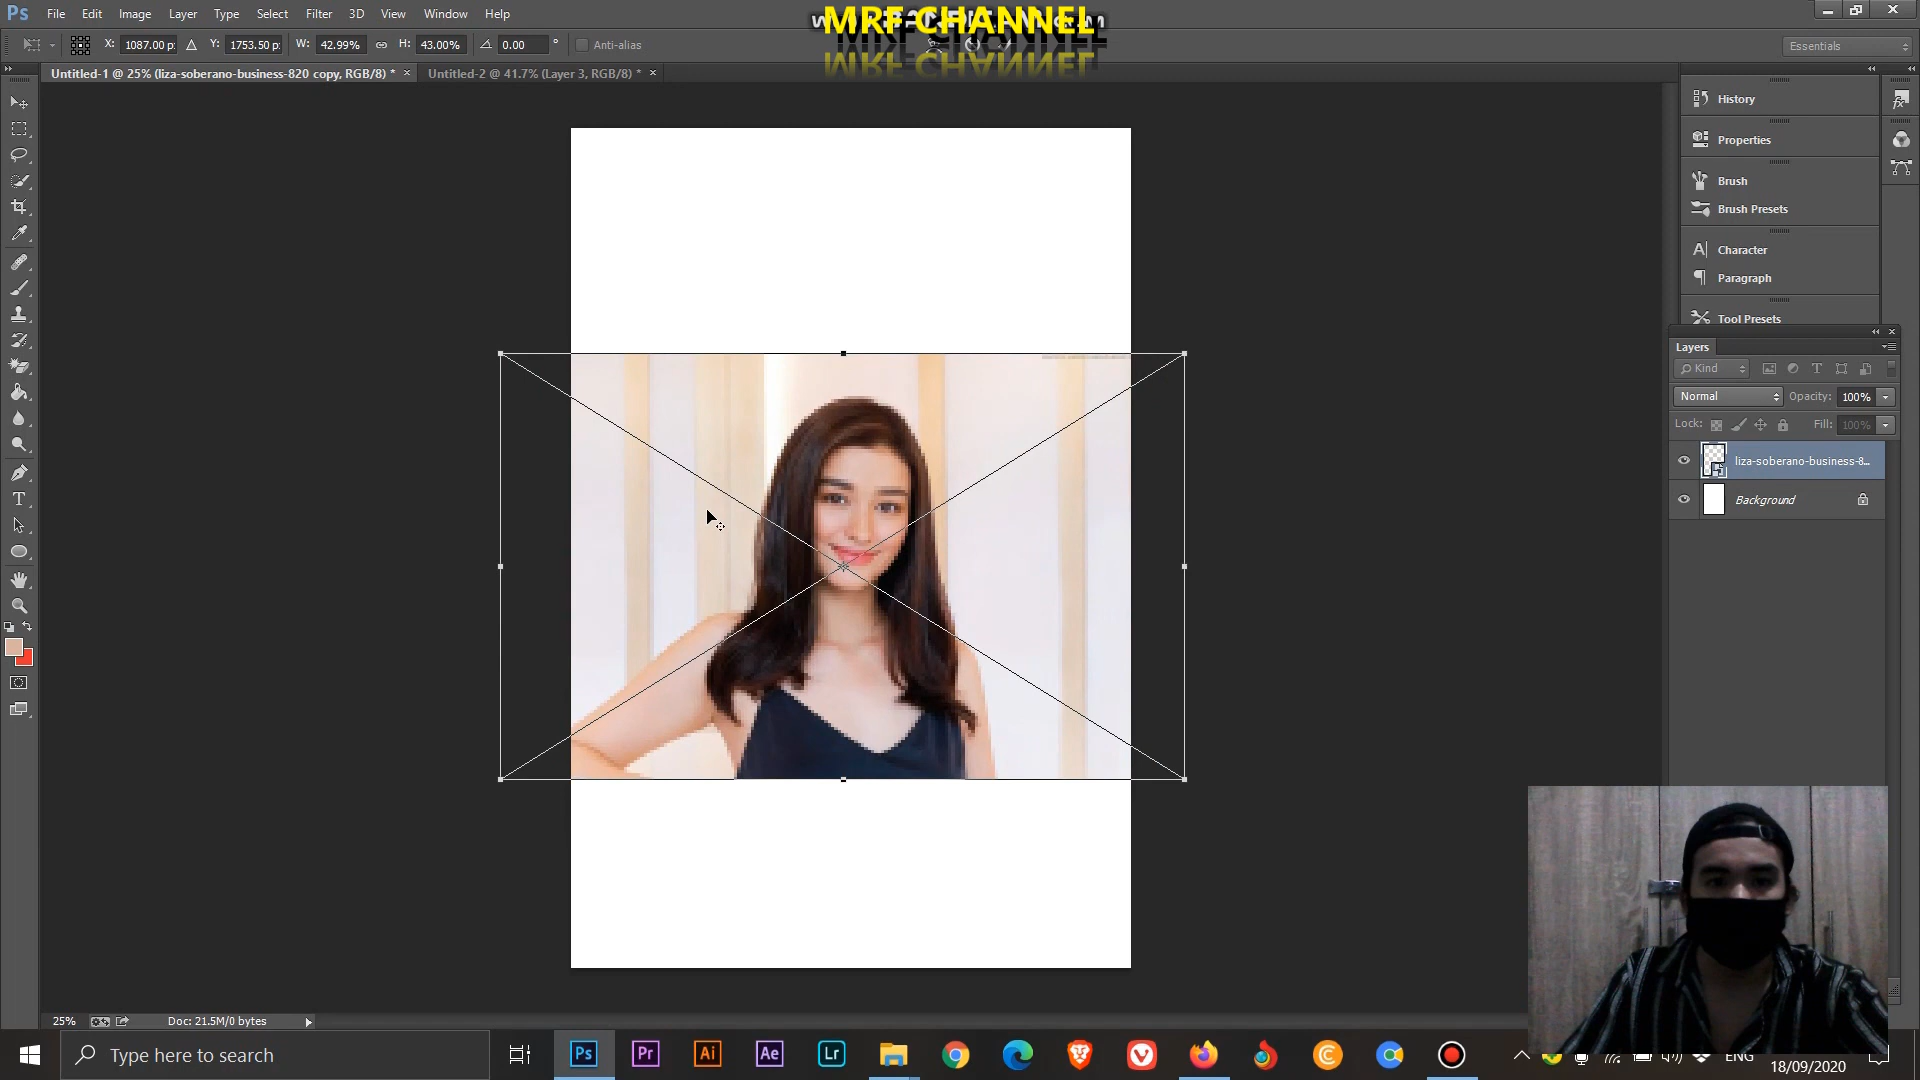 Ps File Edit Image Layer Type Select Filter 3D View Window Help
MRF CHANNEL
X: 1087.00 p: Y: 1753.50 p: W: 42.99% H: 43.00% 0.00 ° Anti-alias
Essentials
Untitled-1 @ 25% (liza-soberano-business-820 copy, RGB/8) * ×
Untitled-2 @ 41.7% (Layer 3, RGB/8) * ×
History
Properties
Brush
Brush Presets
Character
Paragraph
Tool Presets
Layers
Kind
Normal Opacity: 100%
Lock: Fill: 100%
liza-soberano-business-8...
Background
25% Doc: 21.5M/0 bytes
Type here to search
Ps Pr Ai Ae Lr
ENG
18/09/2020